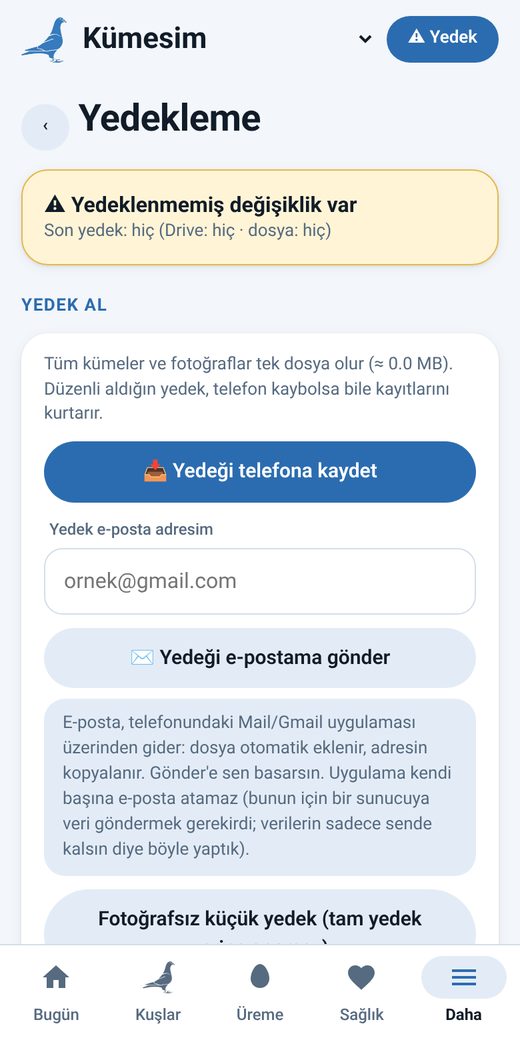 Kümesim
Yedek
Yedekleme
Yedeklenmemiş değişiklik var
Son yedek: hiç (Drive: hiç · dosya: hiç)
YEDEK AL
Tüm kümeler ve fotoğraflar tek dosya olur (≈ 0.0 MB).
Düzenli aldığın yedek, telefon kaybolsa bile kayıtlarını
kurtarır.
Yedeği telefona kaydet
Yedek e-posta adresim
ornek@gmail.com
Yedeği e-postama gönder
E-posta, telefonundaki Mail/Gmail uygulaması
üzerinden gider: dosya otomatik eklenir, adresin
kopyalanır. Gönder'e sen basarsın. Uygulama kendi
başına e-posta atamaz (bunun için bir sunucuya
veri göndermek gerekirdi; verilerin sadece sende
kalsın diye böyle yaptık).
Fotoğrafsız küçük yedek (tam yedek
Bugün
Kuşlar
Üreme
Sağlık
Daha